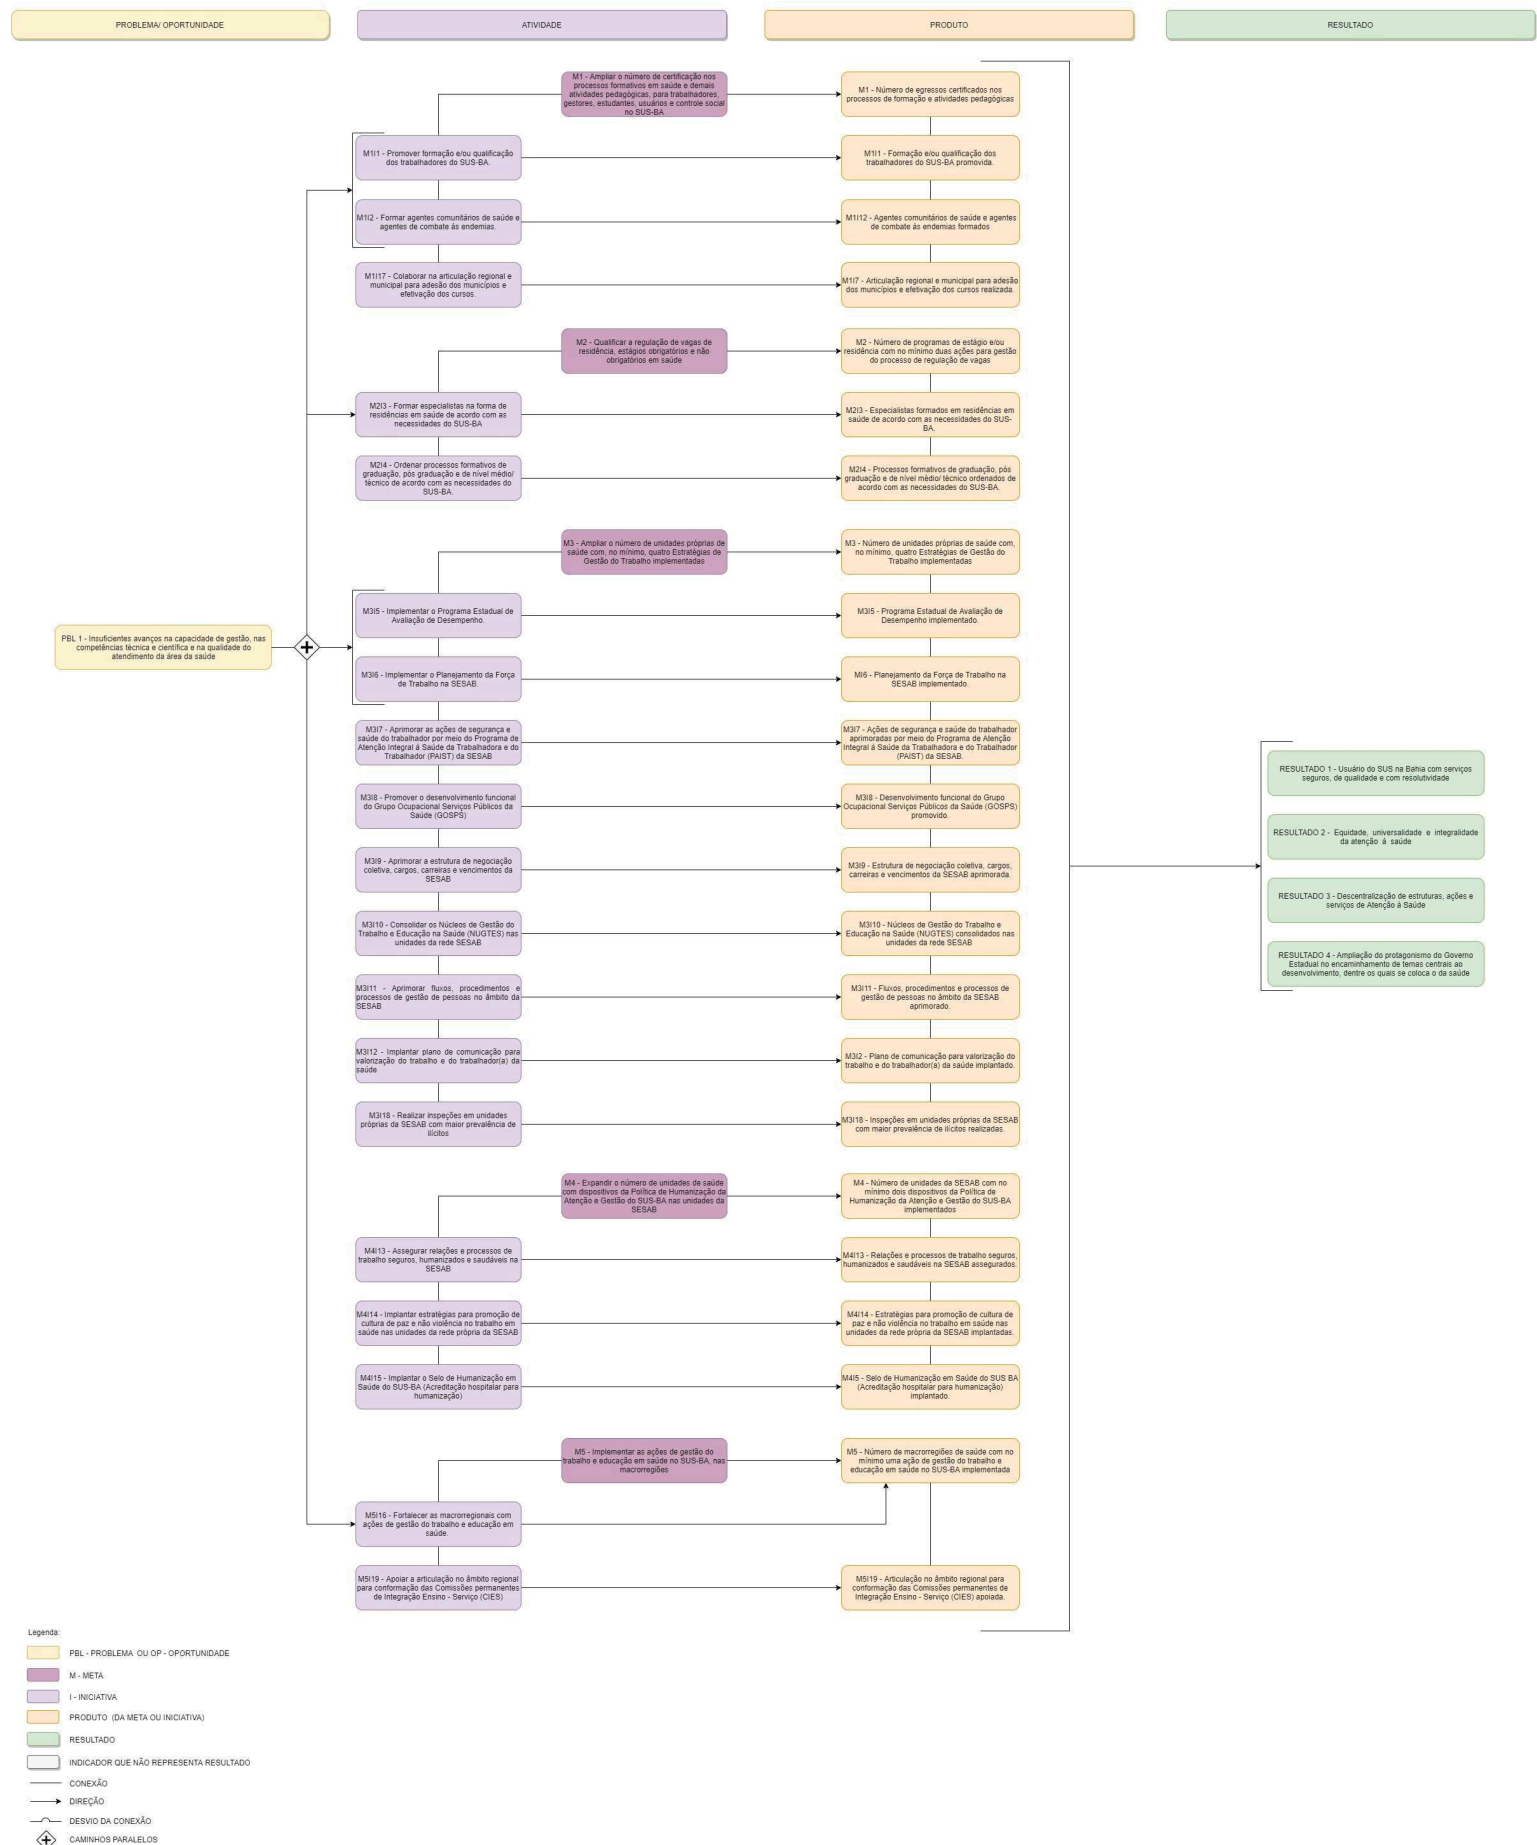 PROBLEMA/ OPORTUNIDADE
ATIVIDADE
PRODUTO
RESULTADO
M1 - Ampliar o número de certificação nos
processos formativos em saúde e demais
atividades pedagógicas, para trabalhadores,
gestores, estudantes, usuários e controle social
no SUS-BA
M1 - Número de egressos certificados nos
processos de formação e atividades pedagógicas
M1I1 - Promover formação e/ou qualificação
dos trabalhadores do SUS-BA.
M1I1 - Formação e/ou qualificação dos
trabalhadores do SUS-BA promovida.
M1I2 - Formar agentes comunitários de saúde e
agentes de combate ás endemias.
M1I12 - Agentes comunitários de saúde e agentes
de combate ás endemias formados
M1I17 - Colaborar na articulação regional e
municipal para adesão dos municípios e
efetivação dos cursos.
M1I7 - Articulação regional e municipal para adesão
dos municípios e efetivação dos cursos realizada.
M2 - Qualificar a regulação de vagas de
residência, estágios obrigatórios e não
obrigatórios em saúde
M2 - Número de programas de estágio e/ou
residência com no mínimo duas ações para gestão
do processo de regulação de vagas
M2I3 - Formar especialistas na forma de
residências em saúde de acordo com as
necessidades do SUS-BA
M2I3 - Especialistas formados em residências em
saúde de acordo com as necessidades do SUS-
BA.
M2I4 - Ordenar processos formativos de
graduação, pós graduação e de nível médio/
técnico de acordo com as necessidades do
SUS-BA.
M2I4 - Processos formativos de graduação, pós
graduação e de nível médio/ técnico ordenados de
acordo com as necessidades do SUS-BA.
M3 - Ampliar o número de unidades próprias de
saúde com, no mínimo, quatro Estratégias de
Gestão do Trabalho implementadas
M3 - Número de unidades próprias de saúde com,
no mínimo, quatro Estratégias de Gestão do
Trabalho implementadas
M3I5 - Implementar o Programa Estadual de
Avaliação de Desempenho.
M3I5 - Programa Estadual de Avaliação de
Desempenho implementado.
PBL 1 - Insuficientes avanços na capacidade de gestão, nas
competências técnica e científica e na qualidade do
atendimento da área da saúde
M3I6 - Implementar o Planejamento da Força
de Trabalho na SESAB.
MI6 - Planejamento da Força de Trabalho na
SESAB implementado.
M3I7 - Aprimorar as ações de segurança e
saúde do trabalhador por meio do Programa de
Atenção Integral á Saúde da Trabalhadora e do
Trabalhador (PAIST) da SESAB
M3I7 - Ações de segurança e saúde do trabalhador
aprimoradas por meio do Programa de Atenção
Integral á Saúde da Trabalhadora e do Trabalhador
(PAIST) da SESAB.
M3I8 - Promover o desenvolvimento funcional
do Grupo Ocupacional Serviços Públicos da
Saúde (GOSPS)
M3I8 - Desenvolvimento funcional do Grupo
Ocupacional Serviços Públicos da Saúde (GOSPS)
promovido.
M3I9 - Aprimorar a estrutura de negociação
coletiva, cargos, carreiras e vencimentos da
SESAB
M3I9 - Estrutura de negociação coletiva, cargos,
carreiras e vencimentos da SESAB aprimorada.
M3I10 - Consolidar os Núcleos de Gestão do
Trabalho e Educação na Saúde (NUGTES) nas
unidades da rede SESAB
M3I10 - Núcleos de Gestão do Trabalho e
Educação na Saúde (NUGTES) consolidados nas
unidades da rede SESAB
M3I11 - Aprimorar fluxos, procedimentos e
processos de gestão de pessoas no âmbito da
SESAB
M3I11 - Fluxos, procedimentos e processos de
gestão de pessoas no âmbito da SESAB
aprimorado.
M3I12 - Implantar plano de comunicação para
valorização do trabalho e do trabalhador(a) da
saúde
M3I2 - Plano de comunicação para valorização do
trabalho e do trabalhador(a) da saúde implantado.
M3I18 - Realizar inspeções em unidades
próprias da SESAB com maior prevalência de
ilícitos
M3I18 - Inspeções em unidades próprias da SESAB
com maior prevalência de ilícitos realizadas.
RESULTADO 1 - Usuário do SUS na Bahia com serviços
seguros, de qualidade e com resolutividade
RESULTADO 2 - Equidade, universalidade e integralidade
da atenção á saúde
RESULTADO 3 - Descentralização de estruturas, ações e
serviços de Atenção á Saúde
RESULTADO 4 - Ampliação do protagonismo do Governo
Estadual no encaminhamento de temas centrais ao
desenvolvimento, dentre os quais se coloca o da saúde
M4 - Expandir o número de unidades de saúde
com dispositivos da Política de Humanização da
Atenção e Gestão do SUS-BA nas unidades da
SESAB
M4 - Número de unidades da SESAB com no
mínimo dois dispositivos da Política de
Humanização da Atenção e Gestão do SUS-BA
implementados
M4I13 - Assegurar relações e processos de
trabalho seguros, humanizados e saudáveis na
SESAB
M4I13 - Relações e processos de trabalho seguros,
humanizados e saudáveis na SESAB assegurados.
M4I14 - Implantar estratégias para promoção de
cultura de paz e não violência no trabalho em
saúde nas unidades da rede própria da SESAB
M4I14 - Estratégias para promoção de cultura de
paz e não violência no trabalho em saúde nas
unidades da rede própria da SESAB implantadas.
M4I15 - Implantar o Selo de Humanização em
Saúde do SUS-BA (Acreditação hospitalar para
humanização)
M4I5 - Selo de Humanização em Saúde do SUS BA
(Acreditação hospitalar para humanização)
implantado.
M5 - Implementar as ações de gestão do
trabalho e educação em saúde no SUS-BA, nas
macrorregiões
M5 - Número de macrorregiões de saúde com no
mínimo uma ação de gestão do trabalho e
educação em saúde no SUS-BA implementada
M5I16 - Fortalecer as macrorregionais com
ações de gestão do trabalho e educação em
saúde.
M5I19 - Apoiar a articulação no âmbito regional
para conformação das Comissões permanentes
de Integração Ensino - Serviço (CIES)
M5I19 - Articulação no âmbito regional para
conformação das Comissões permanentes de
Integração Ensino - Serviço (CIES) apoiada.
Legenda:
PBL - PROBLEMA OU OP - OPORTUNIDADE
M - META
I - INICIATIVA
PRODUTO (DA META OU INICIATIVA)
RESULTADO
INDICADOR QUE NÃO REPRESENTA RESULTADO
CONEXÃO
DIREÇÃO
DESVIO DA CONEXÃO
CAMINHOS PARALELOS